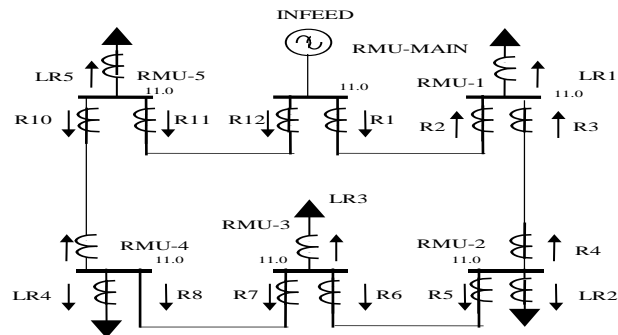 INFEED
RMU-MAIN
LR5
RMU-5
11.0
11.0
RMU-1
LR1
11.0
R10
R11
R12
R1
R2
R3
LR3
RMU-4
11.0
RMU-3
11.0
RMU-2
11.0
R4
LR4
R8
R7
R6
R5
LR2